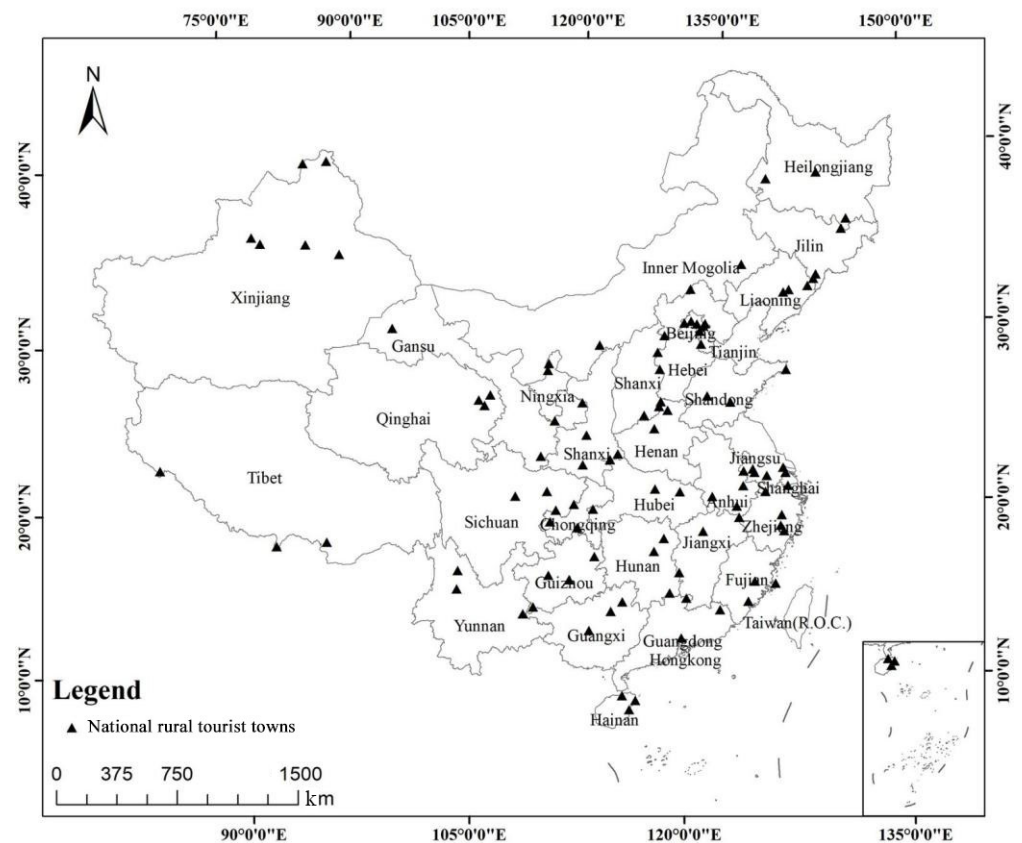 75°0'0"E 90°0'0"E 105°0'0"E 120°0'0"E 135°0'0"E 150°0'0"E
N
40°0'0"N
30°0'0"N
20°0'0"N
10°0'0"N
40°0'0"N
30°0'0"N
20°0'0"N
10°0'0"N
Heilongjiang
Jilin
Inner Mogolia
Liaoning
Xinjiang
Beijing
Gansu
Tianjin
Hebei
Shanxi
Ningxia
Shandong
Qinghai
Shanxi
Henan
Jiangsu
Tibet
Shanghai
Anhui
Hubei
Sichuan
Chongqing
Zhejiang
Jiangxi
Hunan
Guizhou
Fujian
Yunnan
Guangxi
Taiwan(R.O.C.)
Guangdong
Hongkong
Hainan
Legend
National rural tourist towns
0 375 750 1500
km
90°0'0"E 105°0'0"E 120°0'0"E 135°0'0"E